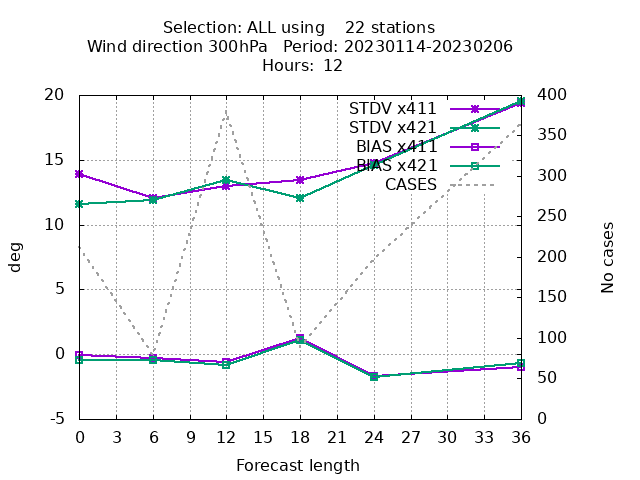 Selection: ALL using    22 stations
Wind direction 300hPa   Period: 20230114-20230206
Hours:  12
STDV x411
STDV x421
BIAS x411
BIAS x421
CASES
20
15
10
5
0
-5
400
350
300
250
200
150
100
50
0
deg
No cases
0 3 6 9 12 15 18 21 24 27 30 33 36
Forecast length